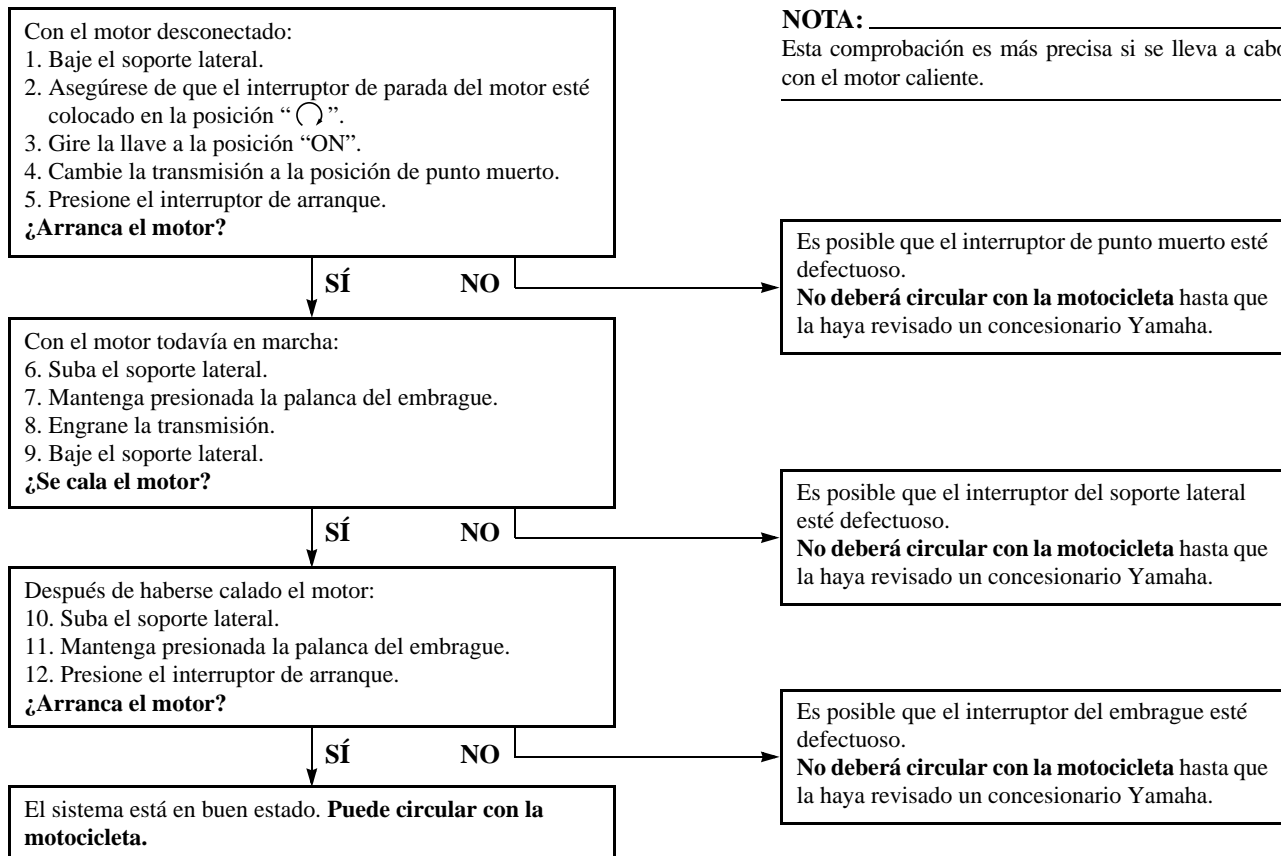 Con el motor desconectado:
1. Baje el soporte lateral.
2. Asegúrese de que el interruptor de parada del motor esté
colocado en la posición “ ”.
3. Gire la llave a la posición “ON”.
4. Cambie la transmisión a la posición de punto muerto.
5. Presione el interruptor de arranque.
¿Arranca el motor?
NOTA:
Esta comprobación es más precisa si se lleva a cabo
con el motor caliente.
SÍ NO
Es posible que el interruptor de punto muerto esté
defectuoso.
No deberá circular con la motocicleta hasta que
la haya revisado un concesionario Yamaha.
Con el motor todavía en marcha:
6. Suba el soporte lateral.
7. Mantenga presionada la palanca del embrague.
8. Engrane la transmisión.
9. Baje el soporte lateral.
¿Se cala el motor?
SÍ NO
Es posible que el interruptor del soporte lateral
esté defectuoso.
No deberá circular con la motocicleta hasta que
la haya revisado un concesionario Yamaha.
Después de haberse calado el motor:
10. Suba el soporte lateral.
11. Mantenga presionada la palanca del embrague.
12. Presione el interruptor de arranque.
¿Arranca el motor?
SÍ NO
Es posible que el interruptor del embrague esté
defectuoso.
No deberá circular con la motocicleta hasta que
la haya revisado un concesionario Yamaha.
El sistema está en buen estado. Puede circular con la
motocicleta.